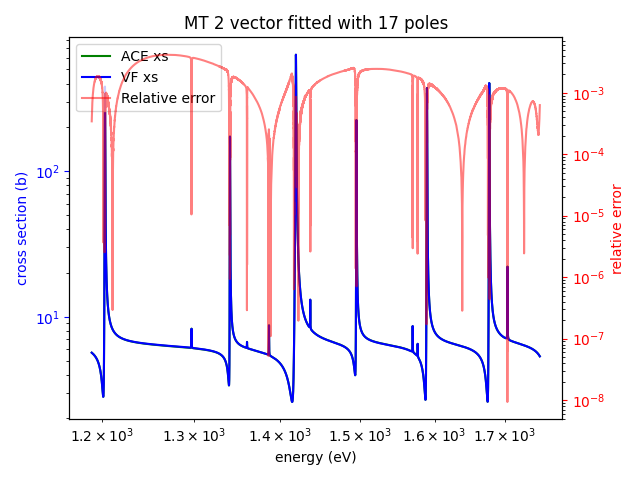 MT 2 vector fitted with 17 poles
ACE xs
VF xs
Relative error
cross section (b)
10²
10¹
relative error
10⁻³
10⁻⁴
10⁻⁵
10⁻⁶
10⁻⁷
10⁻⁸
1.2 × 10³ 1.3 × 10³ 1.4 × 10³ 1.5 × 10³ 1.6 × 10³ 1.7 × 10³
energy (eV)